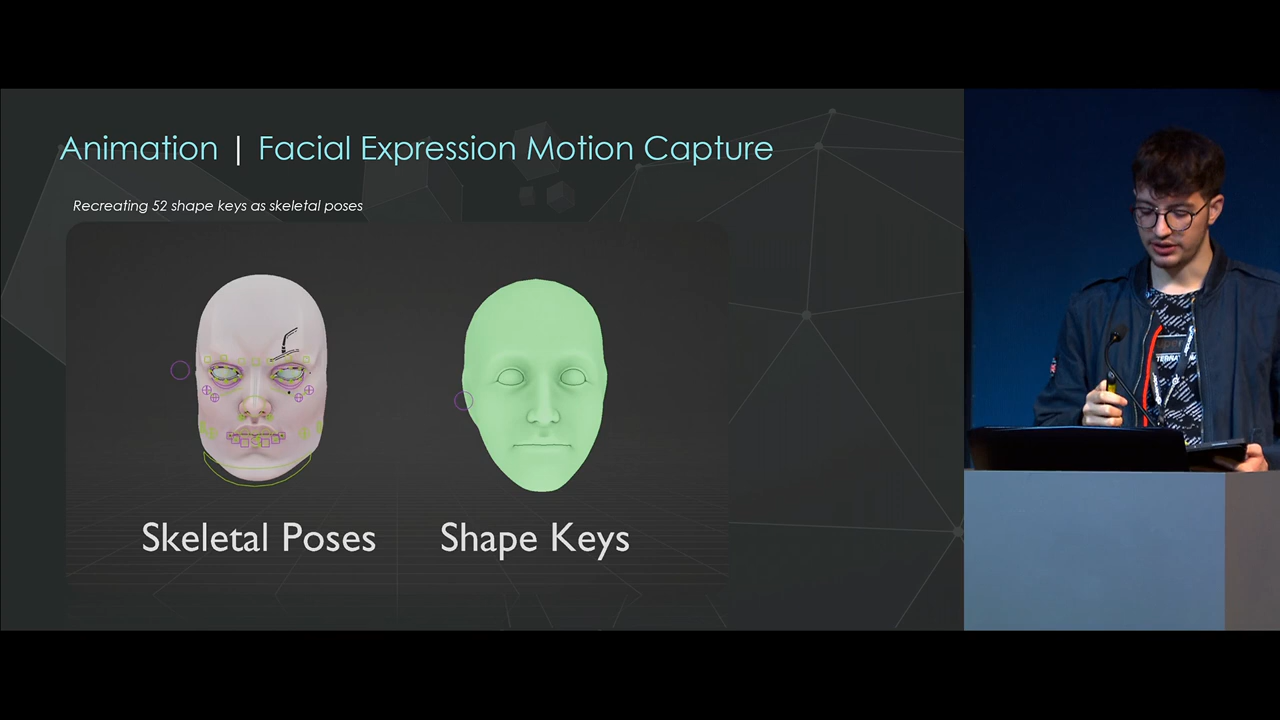 Animation | Facial Expression Motion Capture
Recreating 52 shape keys as skeletal poses
Skeletal Poses
Shape Keys